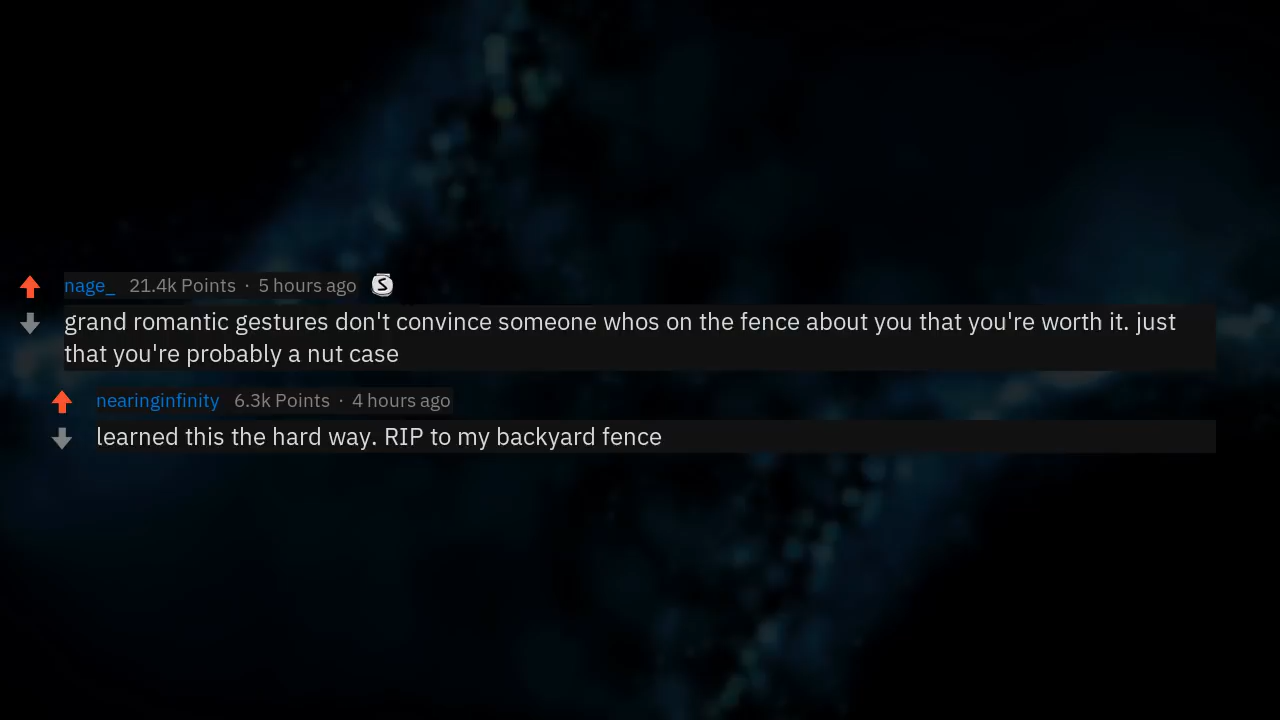 nage_ 21.4k Points · 5 hours ago S
grand romantic gestures don't convince someone whos on the fence about you that you're worth it. just
that you're probably a nut case
nearinginfinity 6.3k Points · 4 hours ago
learned this the hard way. RIP to my backyard fence